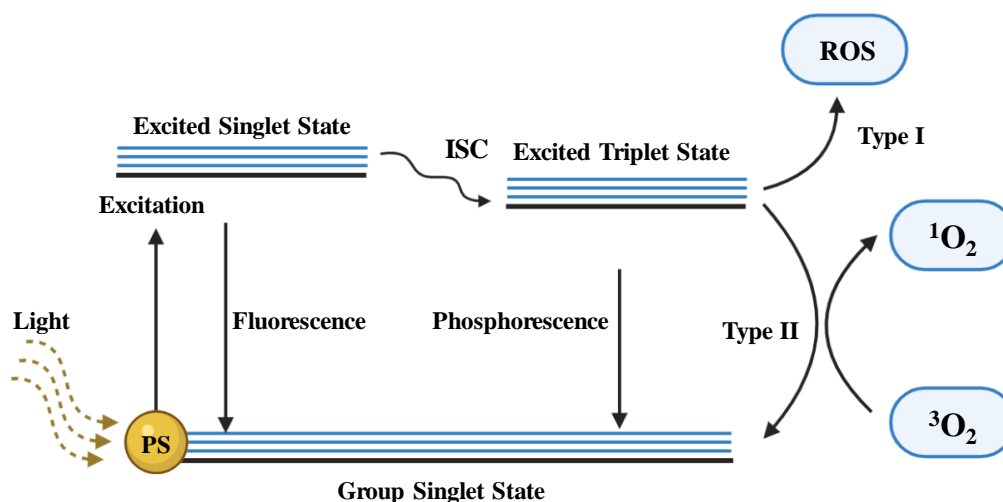 ROS
Excited Singlet State
ISC
Excited Triplet State
Type I
Excitation
¹O₂
Light
Fluorescence
Phosphorescence
Type II
PS
³O₂
Group Singlet State